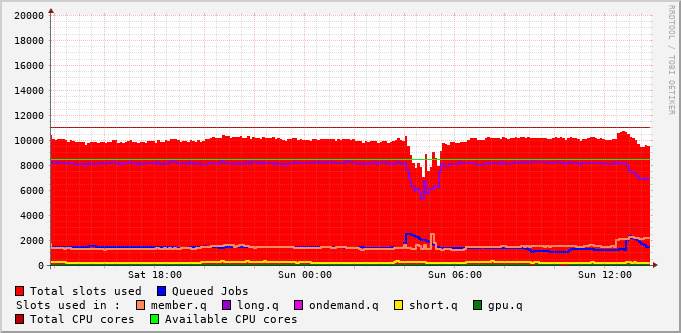 RRDTOOL / TOBI OETIKER
20000
18000
16000
14000
12000
10000
8000
6000
4000
2000
0
Sat 18:00 Sun 00:00 Sun 06:00 Sun 12:00
Total slots used Queued Jobs
Slots used in : member.q long.q ondemand.q short.q gpu.q
Total CPU cores Available CPU cores